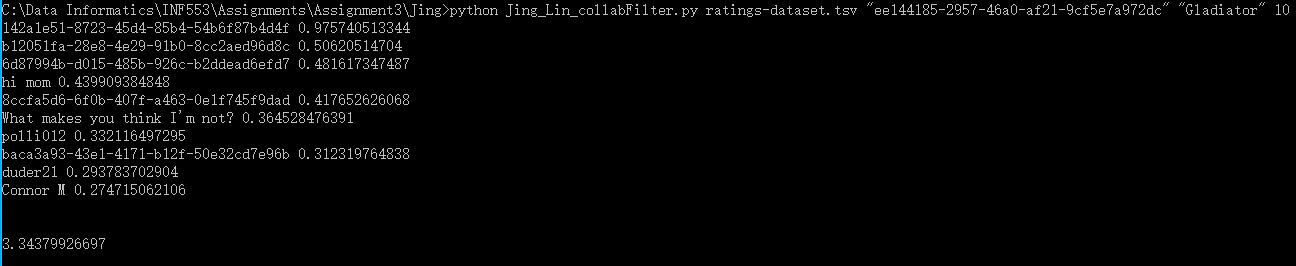 C:\Data Informatics\INF553\Assignments\Assignment3\Jing>python Jing_Lin_collabFilter.py ratings-dataset.tsv "ee144185-2957-46a0-af21-9cf5e7a972dc" "Gladiator" 10
142a1e51-8723-45d4-85b4-54b6f87b4d4f 0.975740513344
b12051fa-28e8-4e29-91b0-8cc2aed96d8c 0.50620514704
6d87994b-d015-485b-926c-b2ddead6efd7 0.481617347487
hi mom 0.439909384848
8ccfa5d6-6f0b-407f-a463-0e1f745f9dad 0.417652626068
What makes you think I'm not? 0.364528476391
polli012 0.332116497295
baca3a93-43e1-4171-b12f-50e32cd7e96b 0.312319764838
duder21 0.293783702904
Connor M 0.274715062106
3.34379926697